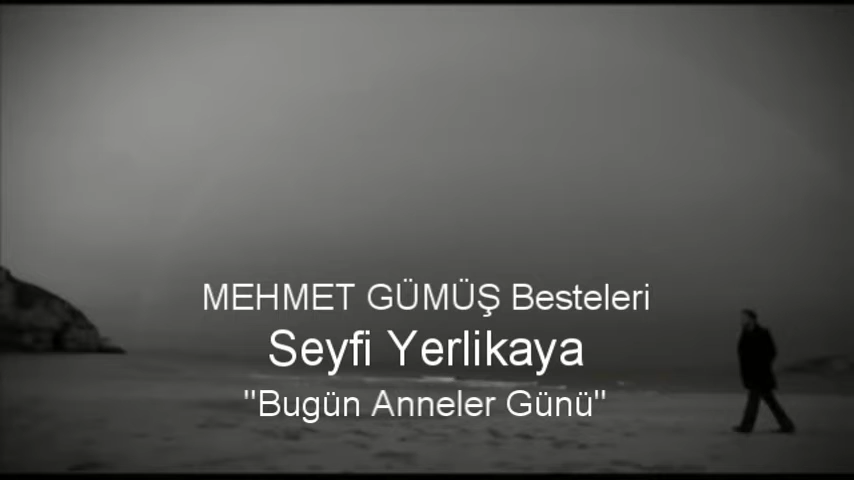 MEHMET GÜMÜŞ Besteleri
Seyfi Yerlikaya
"Bugün Anneler Günü"